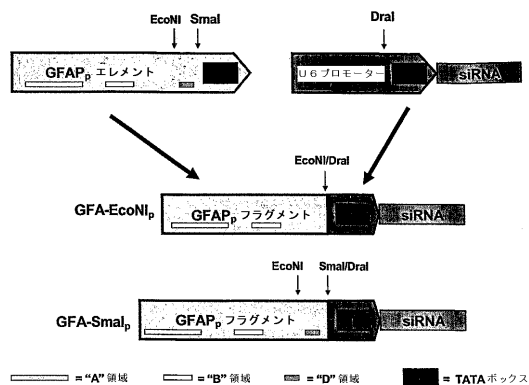 EcoNI SmaI
DraI
GFAPp エレメント
U6プロモーター
siRNA
EcoNI/DraI
GFA-EcoNIp
GFAPp フラグメント
siRNA
EcoNI SmaI/DraI
GFA-SmaIp
GFAPp フラグメント
siRNA
= “A” 領域 = “B” 領域 = “D” 領域 = TATA ボックス